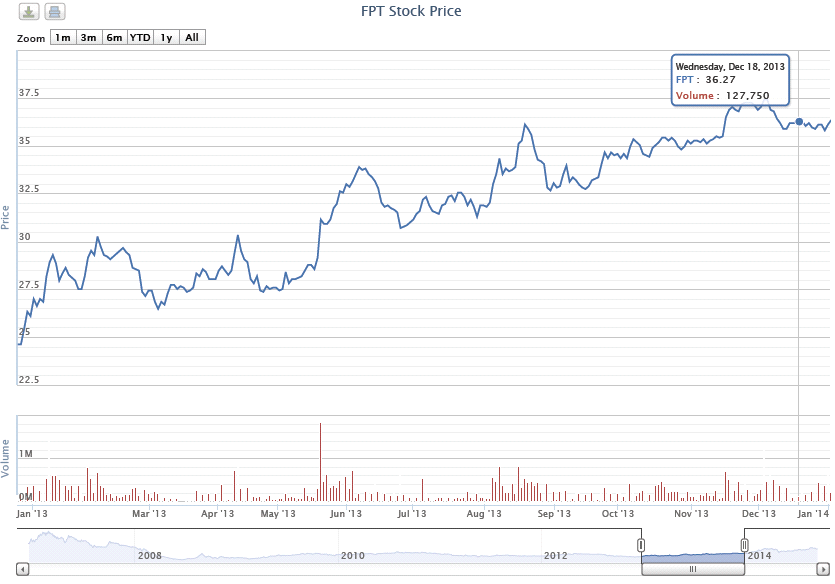 FPT Stock Price
Zoom 1m 3m 6m YTD 1y All
Wednesday, Dec 18, 2013
FPT : 36.27
Volume : 127,750
37.5
35
32.5
30
27.5
25
22.5
Price
1M
0M
Volume
Jan '13 Mar '13 Apr '13 May '13 Jun '13 Jul '13 Aug '13 Sep '13 Oct '13 Nov '13 Dec '13 Jan '14
2008 2010 2012 2014